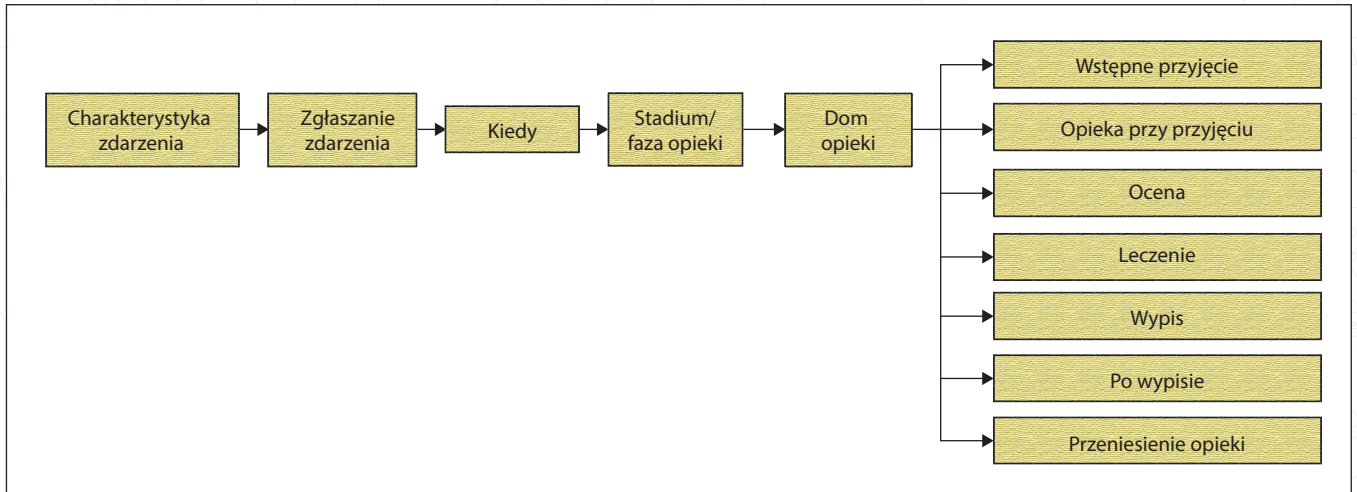 Charakterystyka
zdarzenia
Zgłaszanie
zdarzenia
Kiedy
Stadium/
faza opieki
Dom
opieki
Wstępne przyjęcie
Opieka przy przyjęciu
Ocena
Leczenie
Wypis
Po wypisie
Przeniesienie opieki